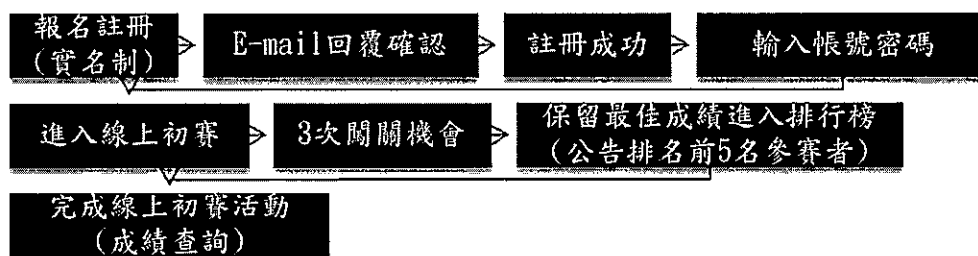 報名註冊
(實名制)
E-mail回覆確認
註冊成功
輸入帳號密碼
進入線上初賽
3次闖關機會
保留最佳成績進入排行榜
(公告排名前5名參賽者)
完成線上初賽活動
(成績查詢)